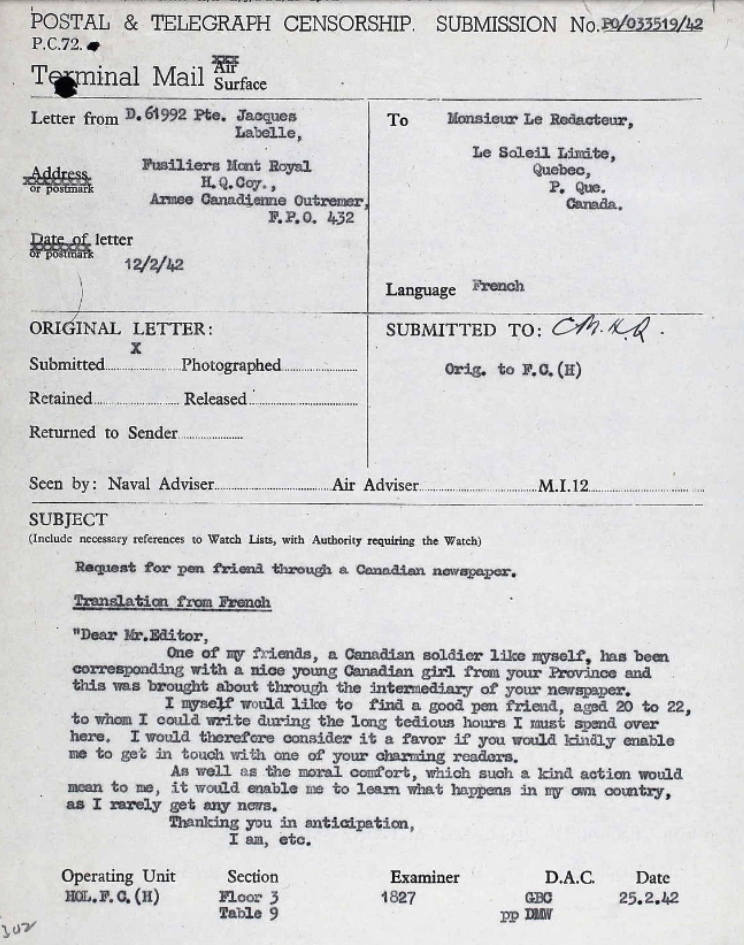 POSTAL & TELEGRAPH CENSORSHIP. SUBMISSION No. PO/033519/42
P.C.72.
Terminal Mail Air
Surface
Letter from D.61992 Pte. Jacques
Labelle,
Address
or postmark
Fusiliers Mont Royal
H.Q.Coy.,
Armee Canadienne Outremer,
F.P.O. 432
Date of letter
or postmark
12/2/42
To Monsieur Le Redacteur,
Le Soleil Limite,
Quebec,
P. Que.
Canada.
Language French
ORIGINAL LETTER:
X
Submitted Photographed
Retained Released
Returned to Sender
SUBMITTED TO: C.M.H.Q.
Orig. to F.C.(H)
Seen by: Naval Adviser Air Adviser M.I.12
SUBJECT
(Include necessary references to Watch Lists, with Authority requiring the Watch)
Request for pen friend through a Canadian newspaper.
Translation from French
"Dear Mr.Editor,
One of my friends, a Canadian soldier like myself, has been
corresponding with a nice young Canadian girl from your Province and
this was brought about through the intermediary of your newspaper.
I myself would like to find a good pen friend, aged 20 to 22,
to whom I could write during the long tedious hours I must spend over
here. I would therefore consider it a favor if you would kindly enable
me to get in touch with one of your charming readers.
As well as the moral comfort, which such a kind action would
mean to me, it would enable me to learn what happens in my own country,
as I rarely get any news.
Thanking you in anticipation,
I am, etc.
Operating Unit Section Examiner D.A.C. Date
HOL.F.C.(H) Floor 3 1827 GBC 25.2.42
Table 9 pp DMW
302